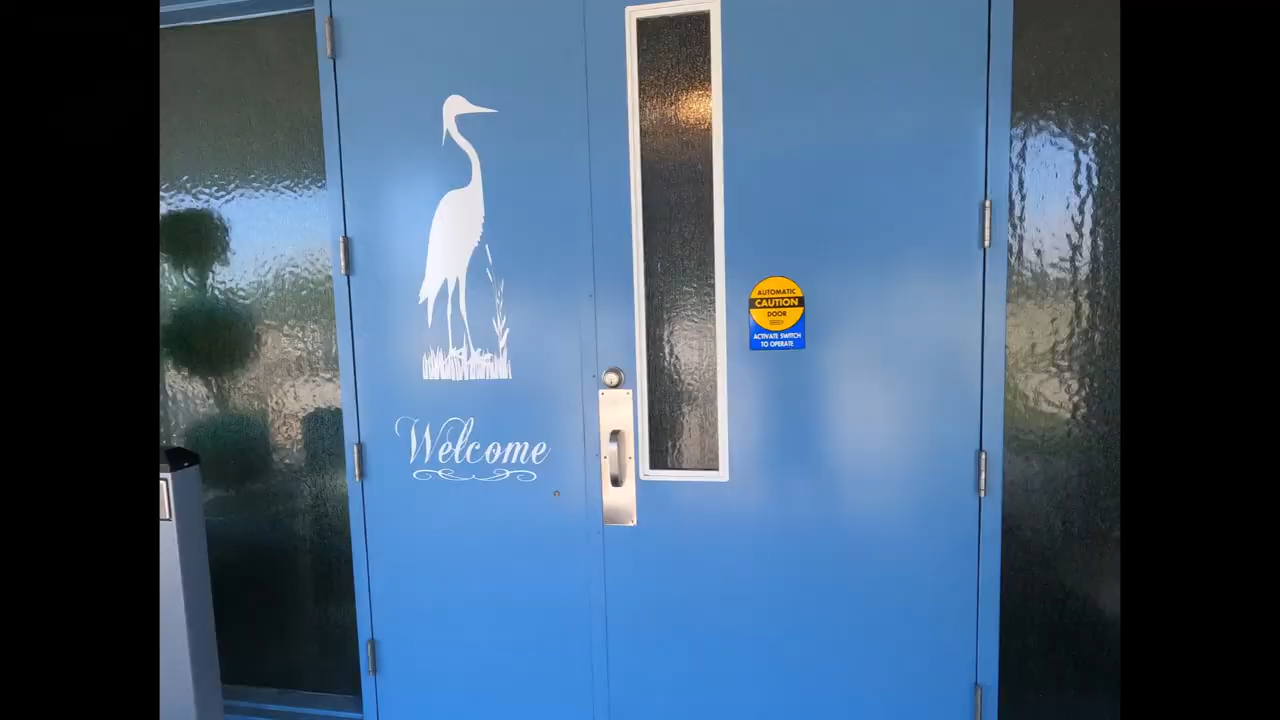 Welcome
AUTOMATIC
CAUTION
DOOR
ACTIVATE SWITCH
TO OPERATE